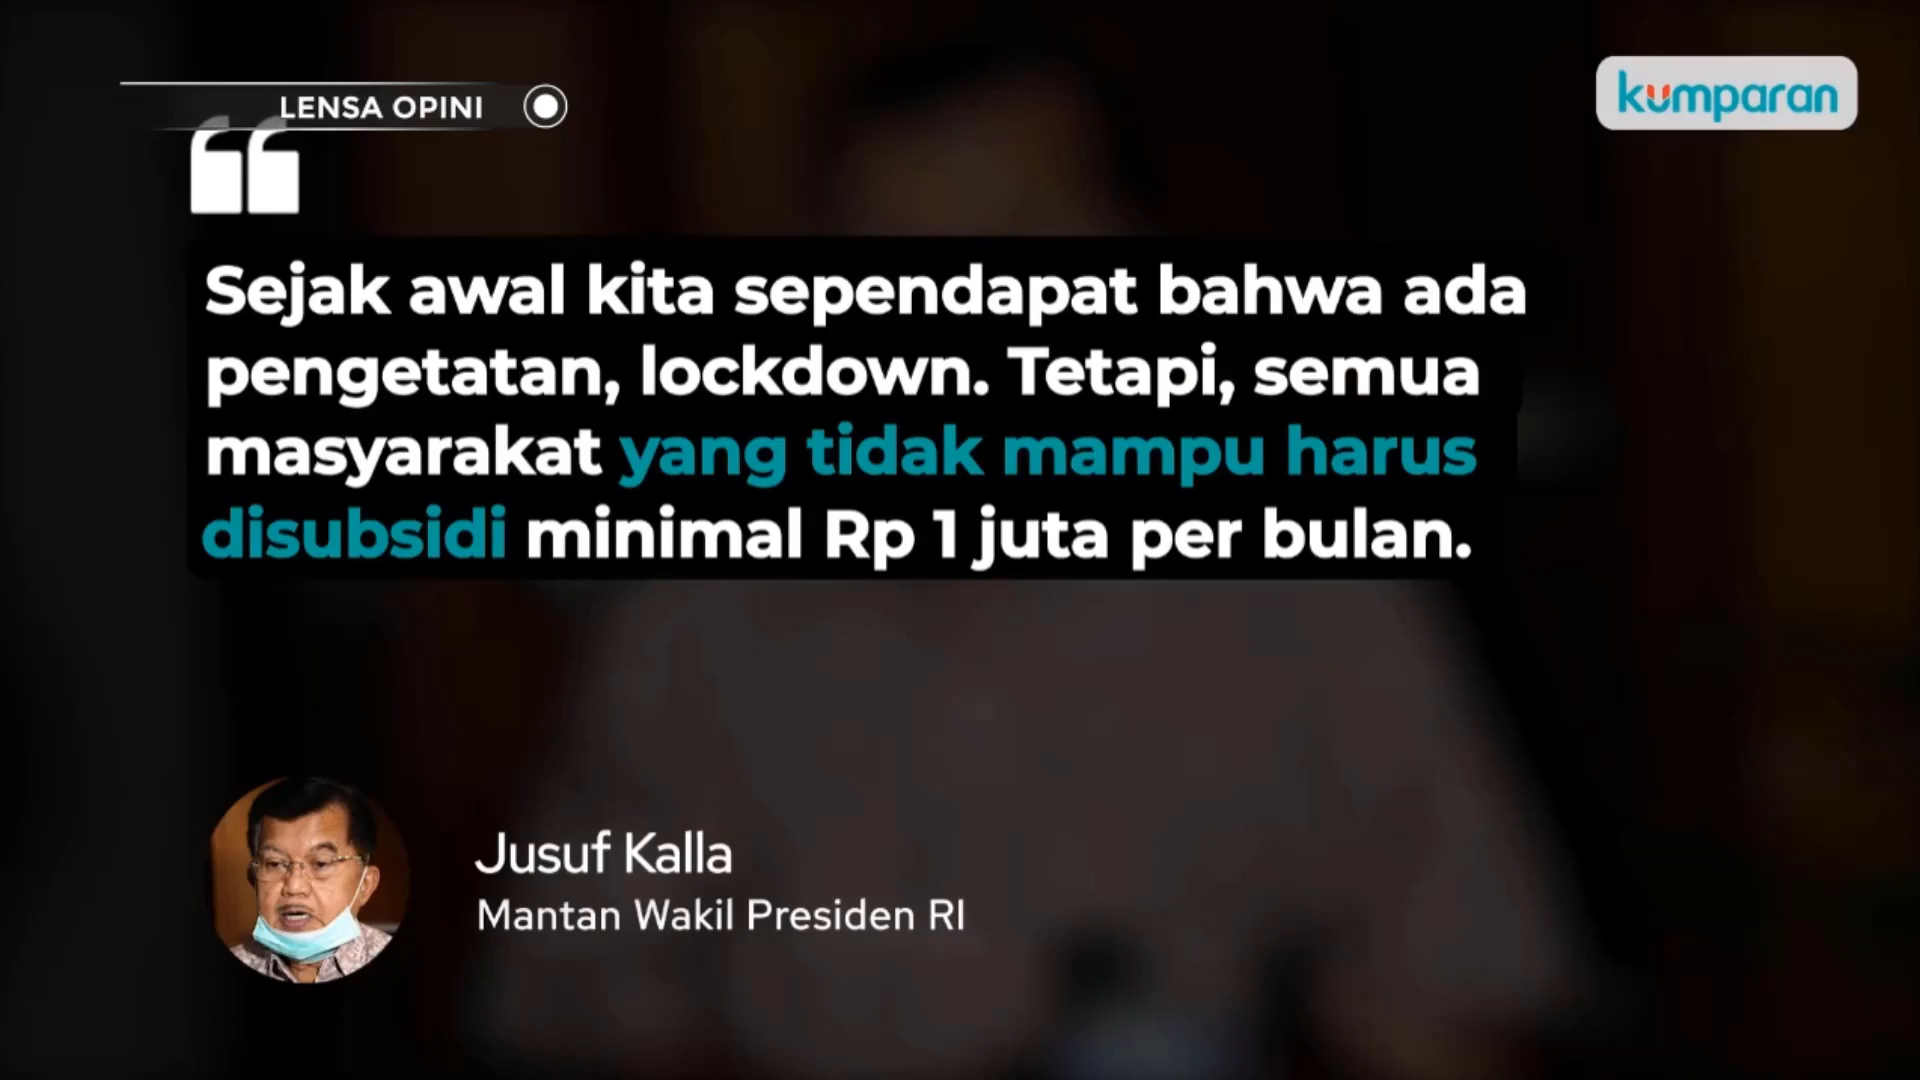 LENSA OPINI
kumparan
“
Sejak awal kita sependapat bahwa ada
pengetatan, lockdown. Tetapi, semua
masyarakat yang tidak mampu harus
disubsidi minimal Rp 1 juta per bulan.
Jusuf Kalla
Mantan Wakil Presiden RI